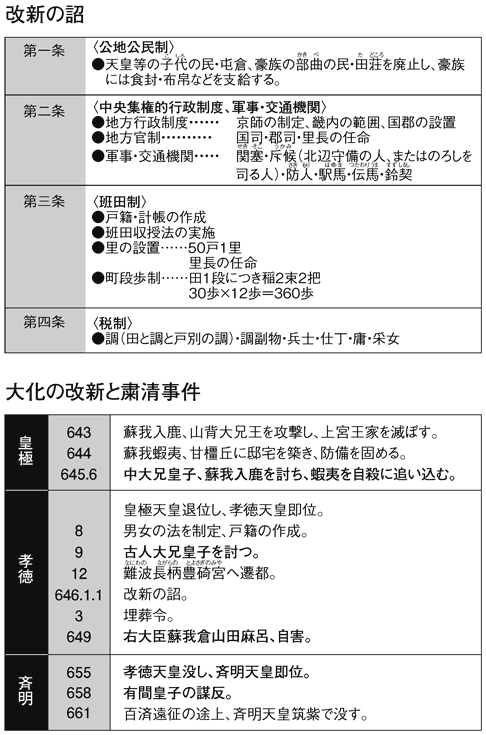 改新の詔
第一条
〈公地公民制〉
●天皇等の子代の民・屯倉、豪族の部曲の民・田荘を廃止し、豪族
には食封・布帛などを支給する。
第二条
〈中央集権的行政制度、軍事・交通機関〉
●地方行政制度…… 京師の制定、畿内の範囲、国郡の設置
●地方官制………… 国司・郡司・里長の任命
●軍事・交通機関…… 関塞・斥候（北辺守備の人、またはのろしを
司る人）・防人・駅馬・伝馬・鈴契
第三条
〈班田制〉
●戸籍・計帳の作成
●班田収授法の実施
●里の設置……50戸1里
里長の任命
●町段歩制……田1段につき稲2束2把
30歩×12歩＝360歩
第四条
〈税制〉
●調（田と調と戸別の調）・調副物・兵士・仕丁・庸・采女
大化の改新と粛清事件
皇極
643 蘇我入鹿、山背大兄王を攻撃し、上宮王家を滅ぼす。
644 蘇我蝦夷、甘橿丘に邸宅を築き、防備を固める。
645.6 中大兄皇子、蘇我入鹿を討ち、蝦夷を自殺に追い込む。
孝徳
皇極天皇退位し、孝徳天皇即位。
8 男女の法を制定、戸籍の作成。
9 古人大兄皇子を討つ。
12 難波長柄豊碕宮へ遷都。
646.1.1 改新の詔。
3 埋葬令。
649 右大臣蘇我倉山田麻呂、自害。
斉明
655 孝徳天皇没し、斉明天皇即位。
658 有間皇子の謀反。
661 百済遠征の途上、斉明天皇筑紫で没す。